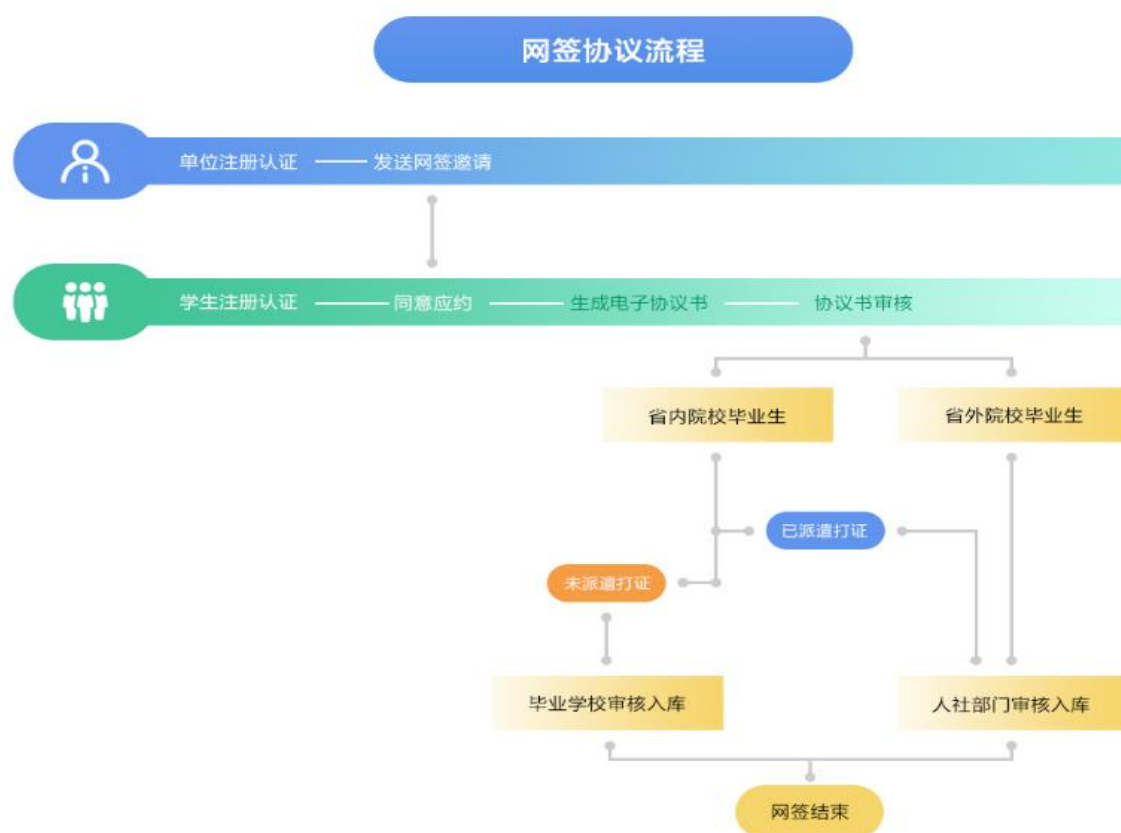 网签协议流程
单位注册认证 发送网签邀请
学生注册认证 同意应约 生成电子协议书 协议书审核
省内院校毕业生 省外院校毕业生
已派遣打证
未派遣打证
毕业学校审核入库 人社部门审核入库
网签结束